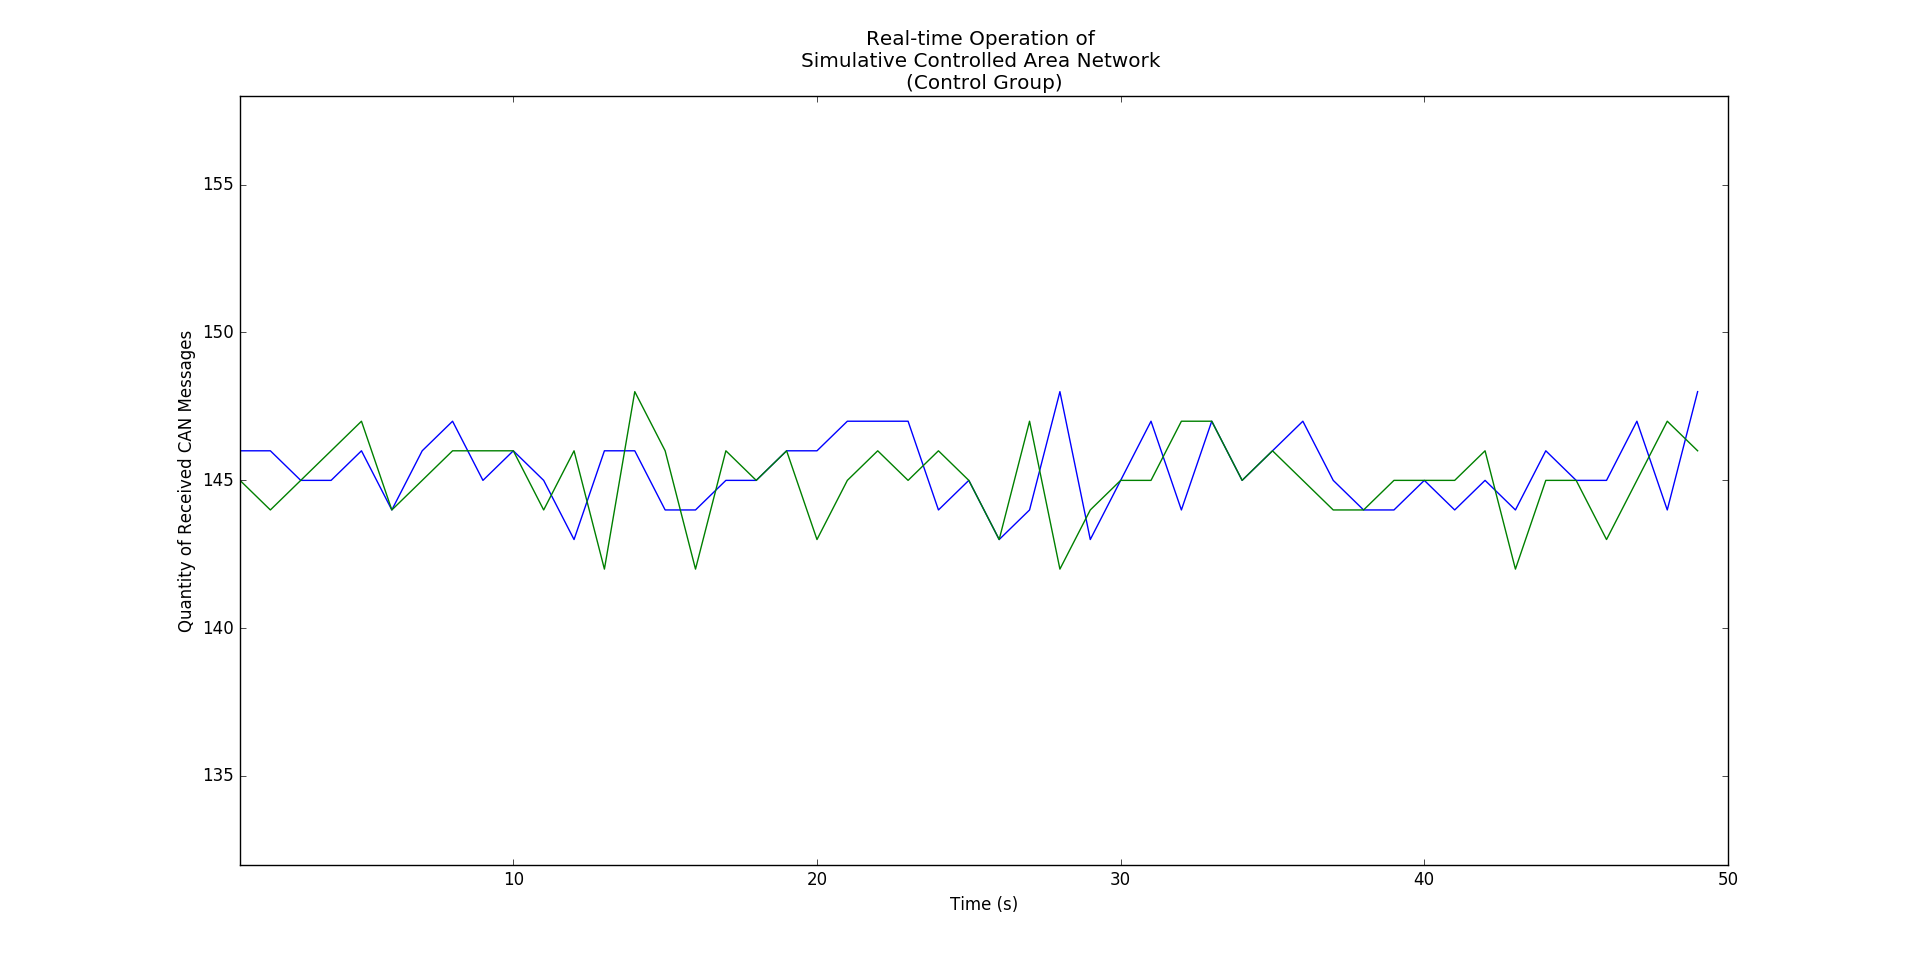 Real-time Operation of
Simulative Controlled Area Network
(Control Group)
Quantity of Received CAN Messages
155
150
145
140
135
10 20 30 40 50
Time (s)